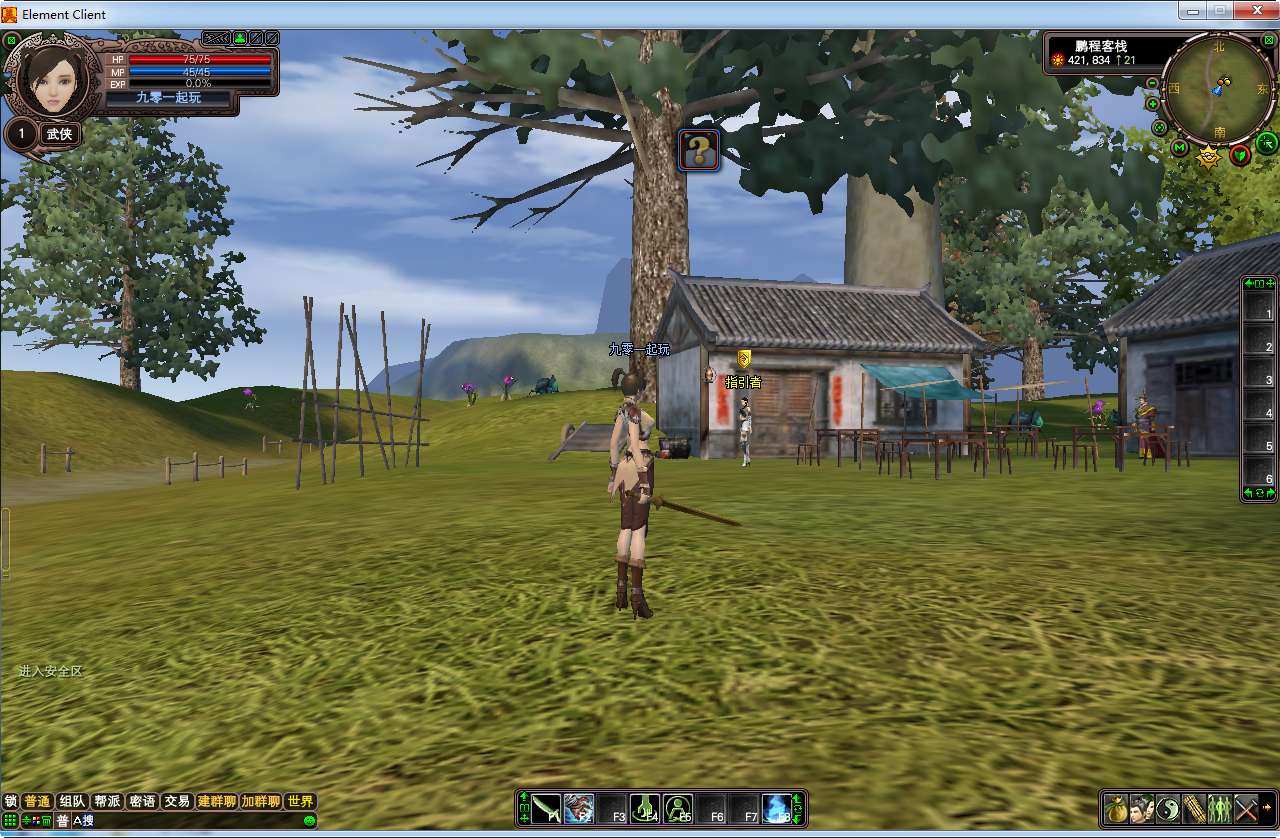 Element Client
HP 75/75
MP 45/45
EXP 0.0%
九零一起玩
1 武侠
鹏程客栈
421, 834 ↑21
北
西 东
南
M
?
九零一起玩
指引者
1
2
3
4
5
6
进入安全区
锁 普通 组队 帮派 密语 交易 建群聊 加群聊 世界
普 A搜
F3 F4 F5 F6 F7 F8